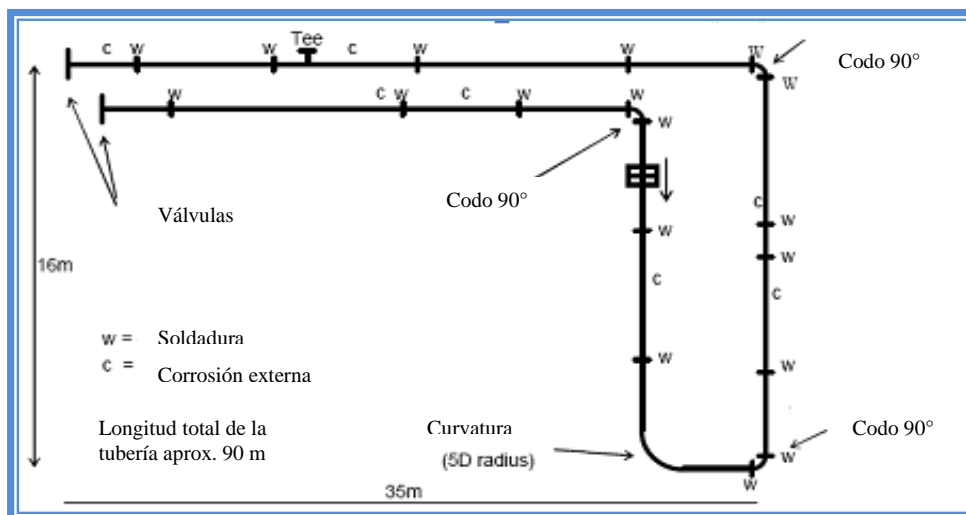 c w w Tee c w w W Codo 90°
W
w c w c w w
w
Codo 90°
Válvulas
c w
w w
16m
c c
w = Soldadura
c = Corrosión externa
w w
Longitud total de la
tubería aprox. 90 m
Curvatura
(5D radius)
Codo 90°
w
w
35m